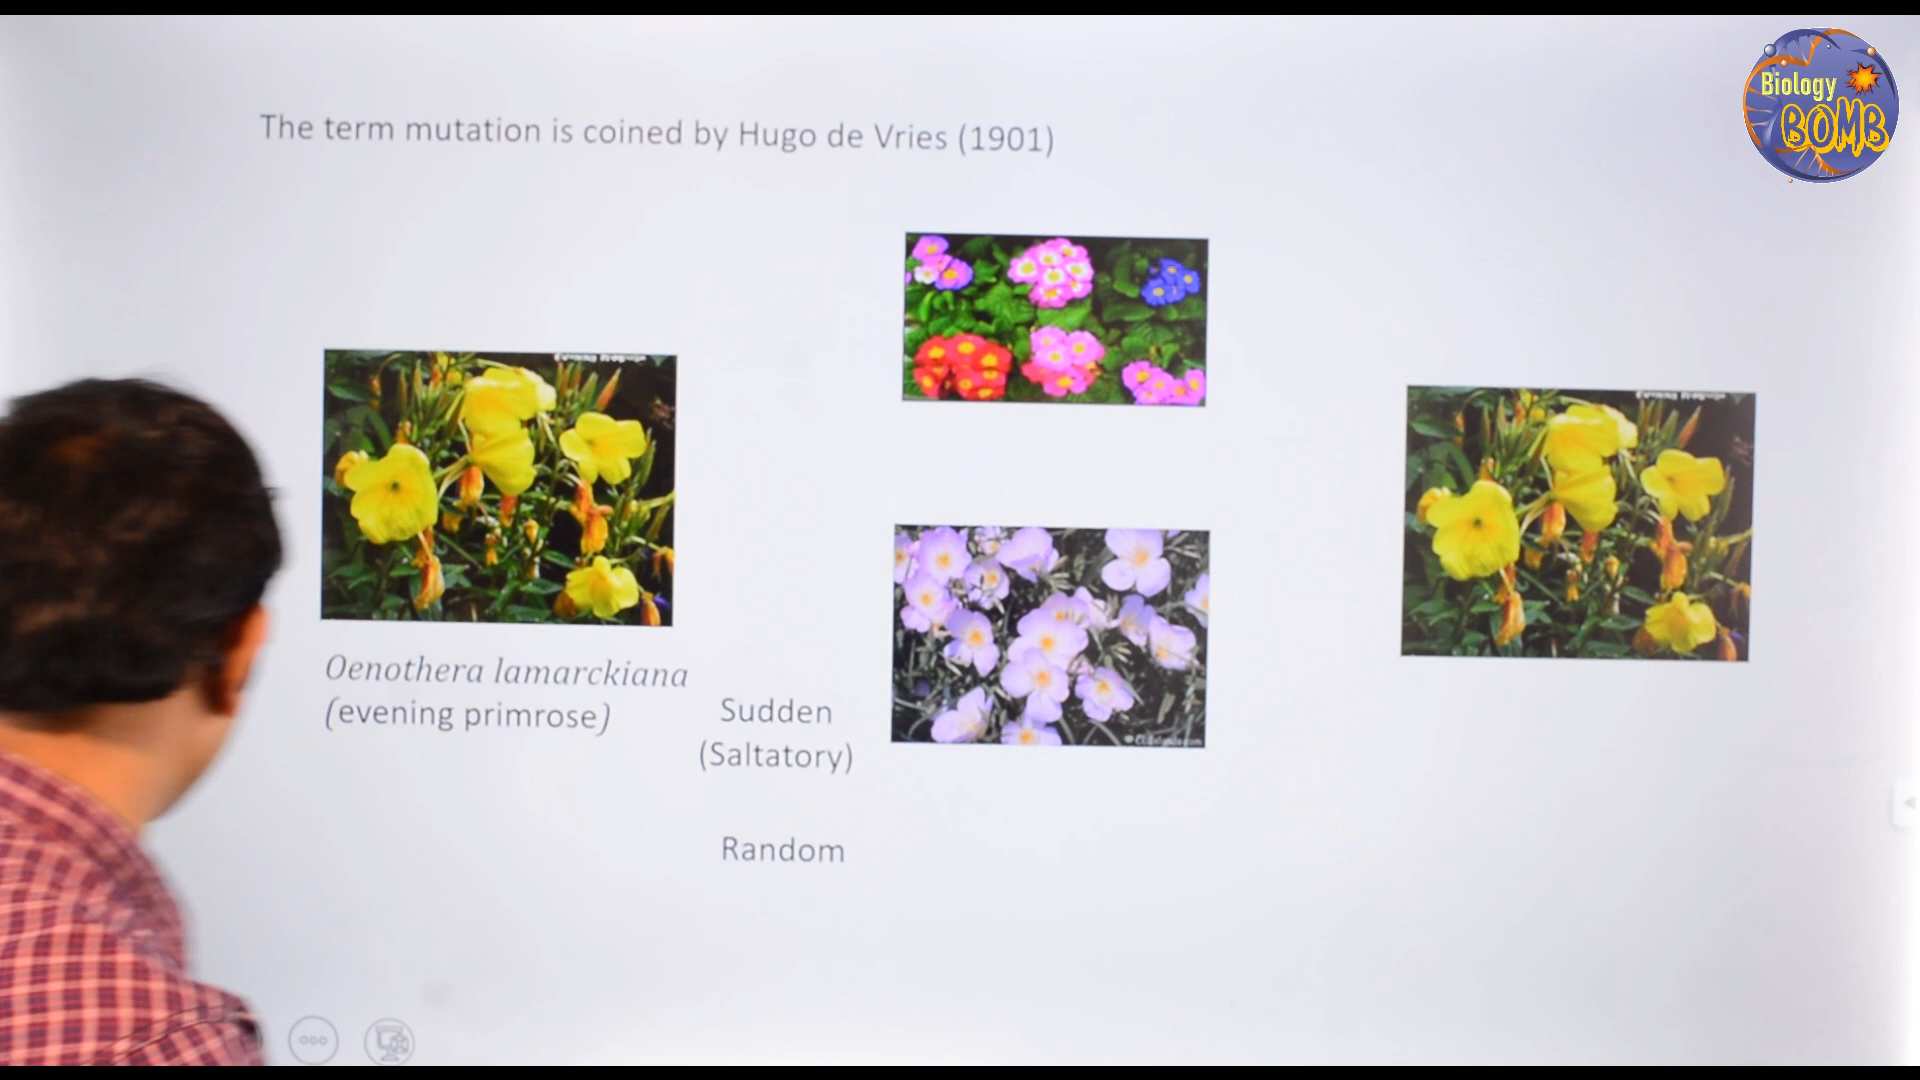 Biology
BOMB
The term mutation is coined by Hugo de Vries (1901)
Oenothera lamarckiana
(evening primrose)
Sudden
(Saltatory)
Random